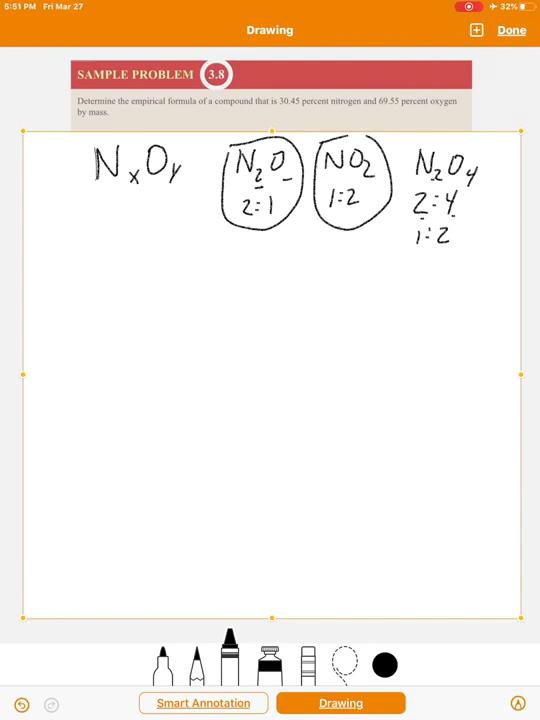 5:51 PM Fri Mar 27 32%
Drawing Done
SAMPLE PROBLEM 3.8
Determine the empirical formula of a compound that is 30.45 percent nitrogen and 69.55 percent oxygen
by mass.
NₓOᵧ N₂O NO₂ N₂O₄
2:1 1:2 2:4
1:2
Smart Annotation Drawing